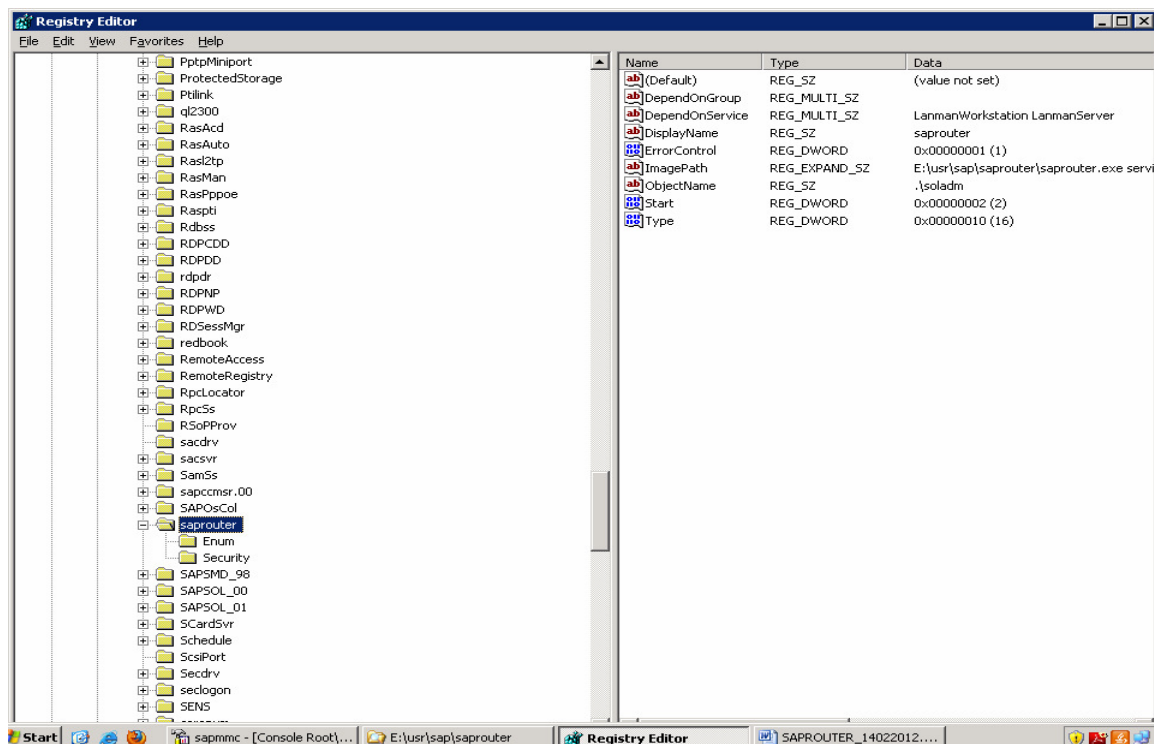 Registry Editor
File Edit View Favorites Help
PptpMiniport
ProtectedStorage
Ptilink
ql2300
RasAcd
RasAuto
Rasl2tp
RasMan
RasPppoe
Raspti
Rdbss
RDPCDD
RDPDD
rdpdr
RDPNP
RDPWD
RDSessMgr
redbook
RemoteAccess
RemoteRegistry
RpcLocator
RpcSs
RSoPProv
sacdrv
sacsvr
SamSs
sapccmsr.00
SAPOsCol
saprouter
Enum
Security
SAPSMD_98
SAPSOL_00
SAPSOL_01
SCardSvr
Schedule
ScsiPort
Secdrv
seclogon
SENS
Name Type Data
(Default) REG_SZ (value not set)
DependOnGroup REG_MULTI_SZ
DependOnService REG_MULTI_SZ LanmanWorkstation LanmanServer
DisplayName REG_SZ saprouter
ErrorControl REG_DWORD 0x00000001 (1)
ImagePath REG_EXPAND_SZ E:\usr\sap\saprouter\saprouter.exe servi
ObjectName REG_SZ .\soladm
Start REG_DWORD 0x00000002 (2)
Type REG_DWORD 0x00000010 (16)
Start sapmmc - [Console Root\... E:\usr\sap\saprouter Registry Editor SAPROUTER_14022012....